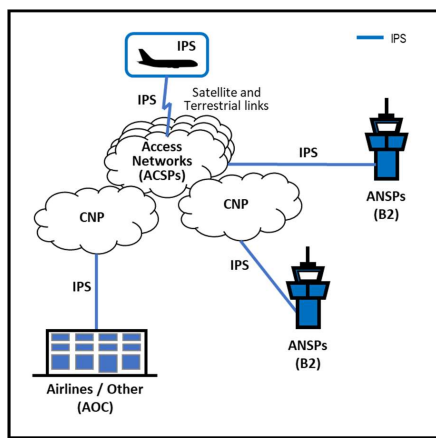 IPS
IPS
IPS
Satellite and
Terrestrial links
Access
Networks
(ACSPs)
IPS
ANSPs
(B2)
CNP
CNP
IPS
IPS
ANSPs
(B2)
Airlines / Other
(AOC)